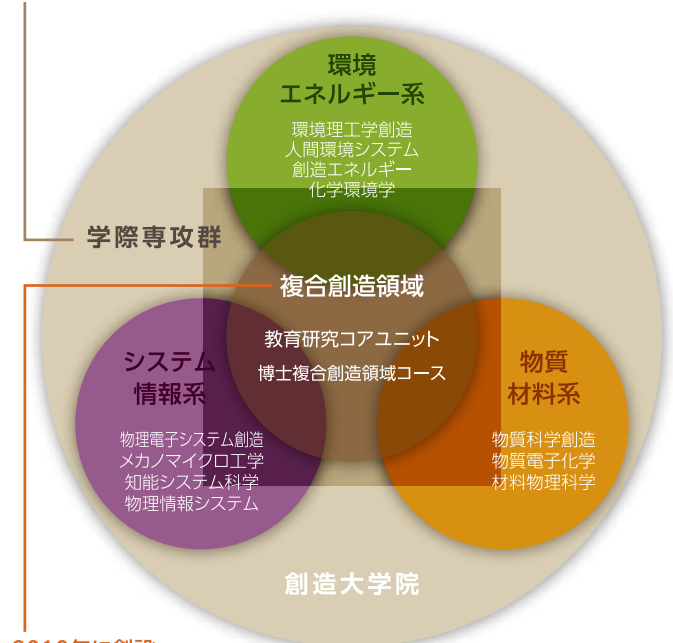 環境
エネルギー系
環境理工学創造
人間環境システム
創造エネルギー
化学環境学
学際専攻群
複合創造領域
教育研究コアユニット
博士複合創造領域コース
システム
情報系
物理電子システム創造
メカノマイクロ工学
知能システム科学
物理情報システム
物質
材料系
物質科学創造
物質電子化学
材料物理科学
創造大学院